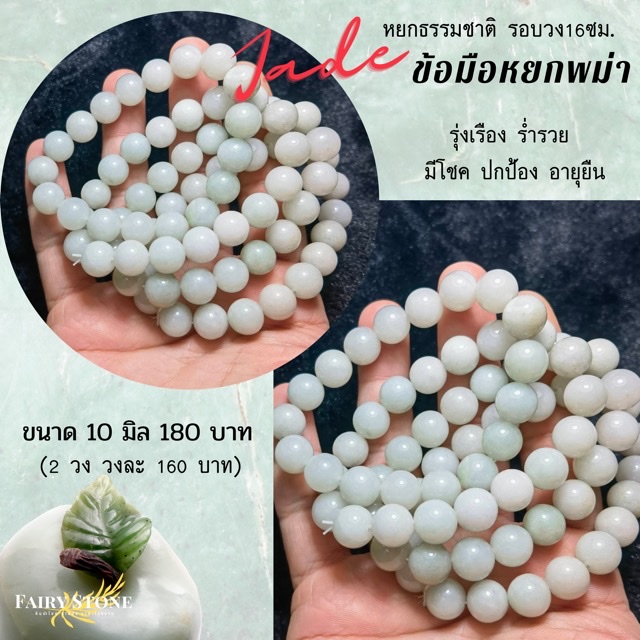 Jade
หยกธรรมชาติ รอบวง16ซม.
ข้อมือหยกพม่า
รุ่งเรือง ร่ำรวย
มีโชค ปกป้อง อายุยืน
ขนาด 10 มิล 180 บาท
(2 วง วงละ 160 บาท)
FAIRY STONE